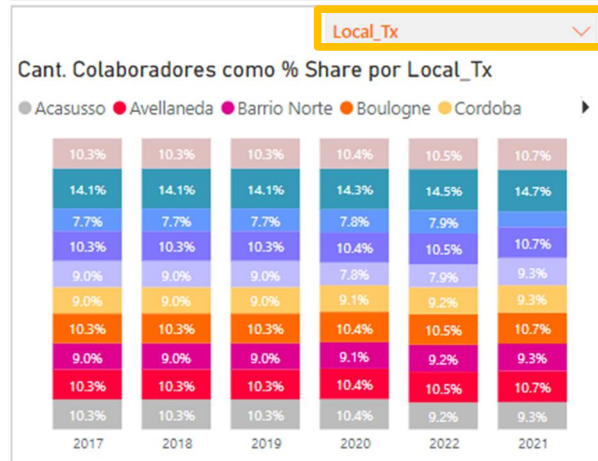 Local_Tx
Cant. Colaboradores como % Share por Local_Tx
Acasusso Avellaneda Barrio Norte Boulogne Cordoba
10.3% 10.3% 10.3% 10.4% 10.5% 10.7%
14.1% 14.1% 14.1% 14.3% 14.5% 14.7%
7.7% 7.7% 7.7% 7.8% 7.9%
10.3% 10.3% 10.3% 10.4% 10.5% 10.7%
9.0% 9.0% 9.0% 7.8% 7.9% 9.3%
9.0% 9.0% 9.0% 9.1% 9.2% 9.3%
10.3% 10.3% 10.3% 10.4% 10.5% 10.7%
9.0% 9.0% 9.0% 9.1% 9.2% 9.3%
10.3% 10.3% 10.3% 10.4% 10.5% 10.7%
10.3% 10.3% 10.3% 10.4% 9.2% 9.3%
2017 2018 2019 2020 2022 2021